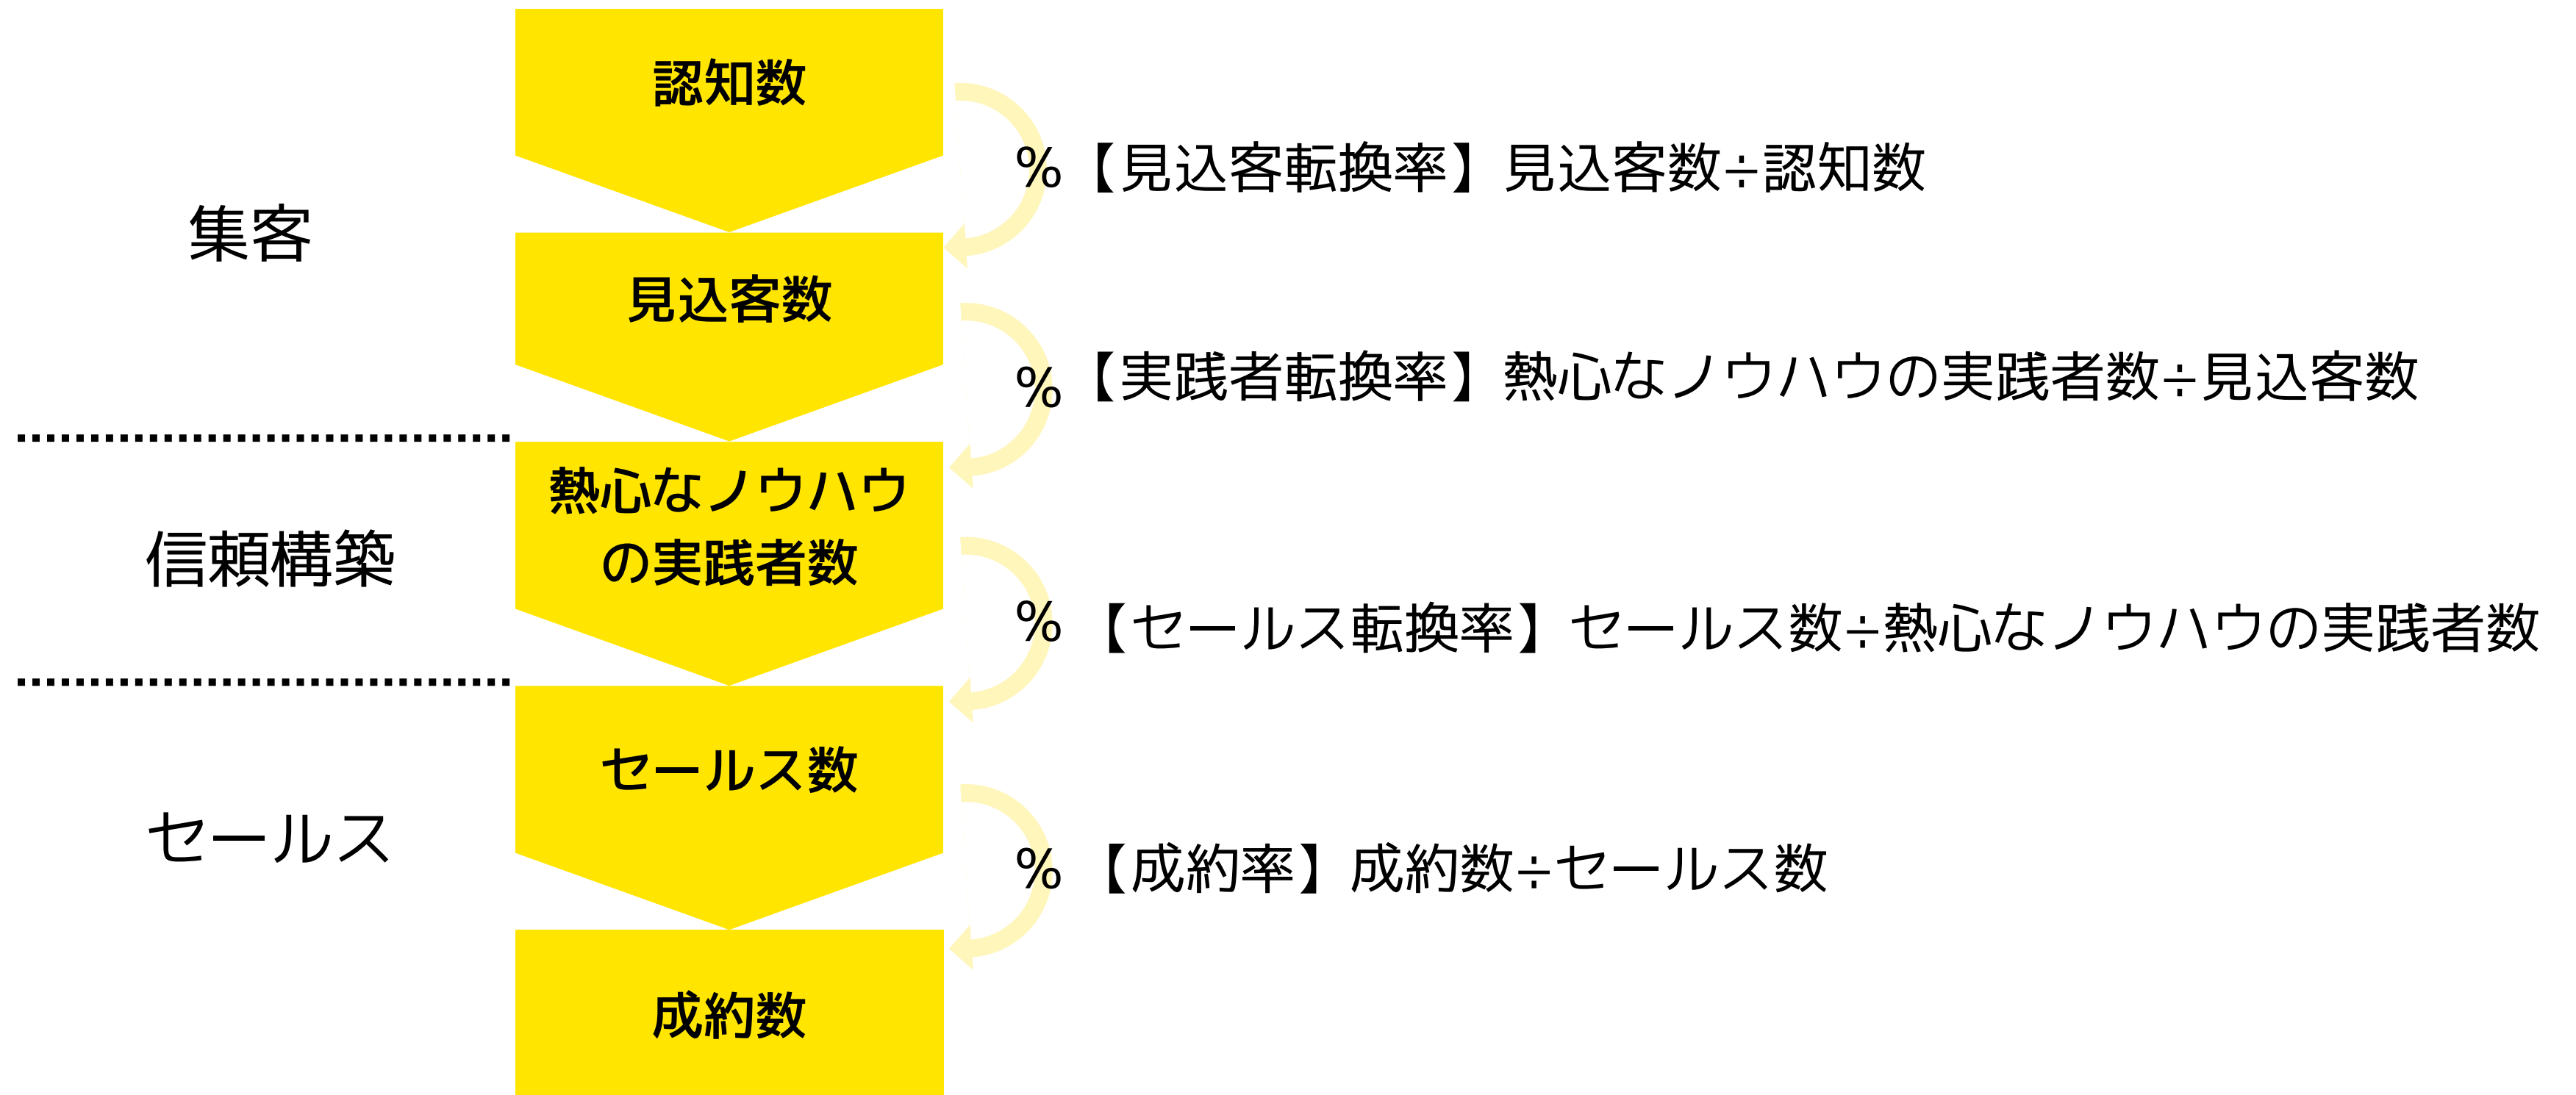 認知数
%【見込客転換率】見込客数÷認知数
集客
見込客数
%【実践者転換率】熱心なノウハウの実践者数÷見込客数
熱心なノウハウ
の実践者数
信頼構築
%【セールス転換率】セールス数÷熱心なノウハウの実践者数
セールス数
セールス
%【成約率】成約数÷セールス数
成約数